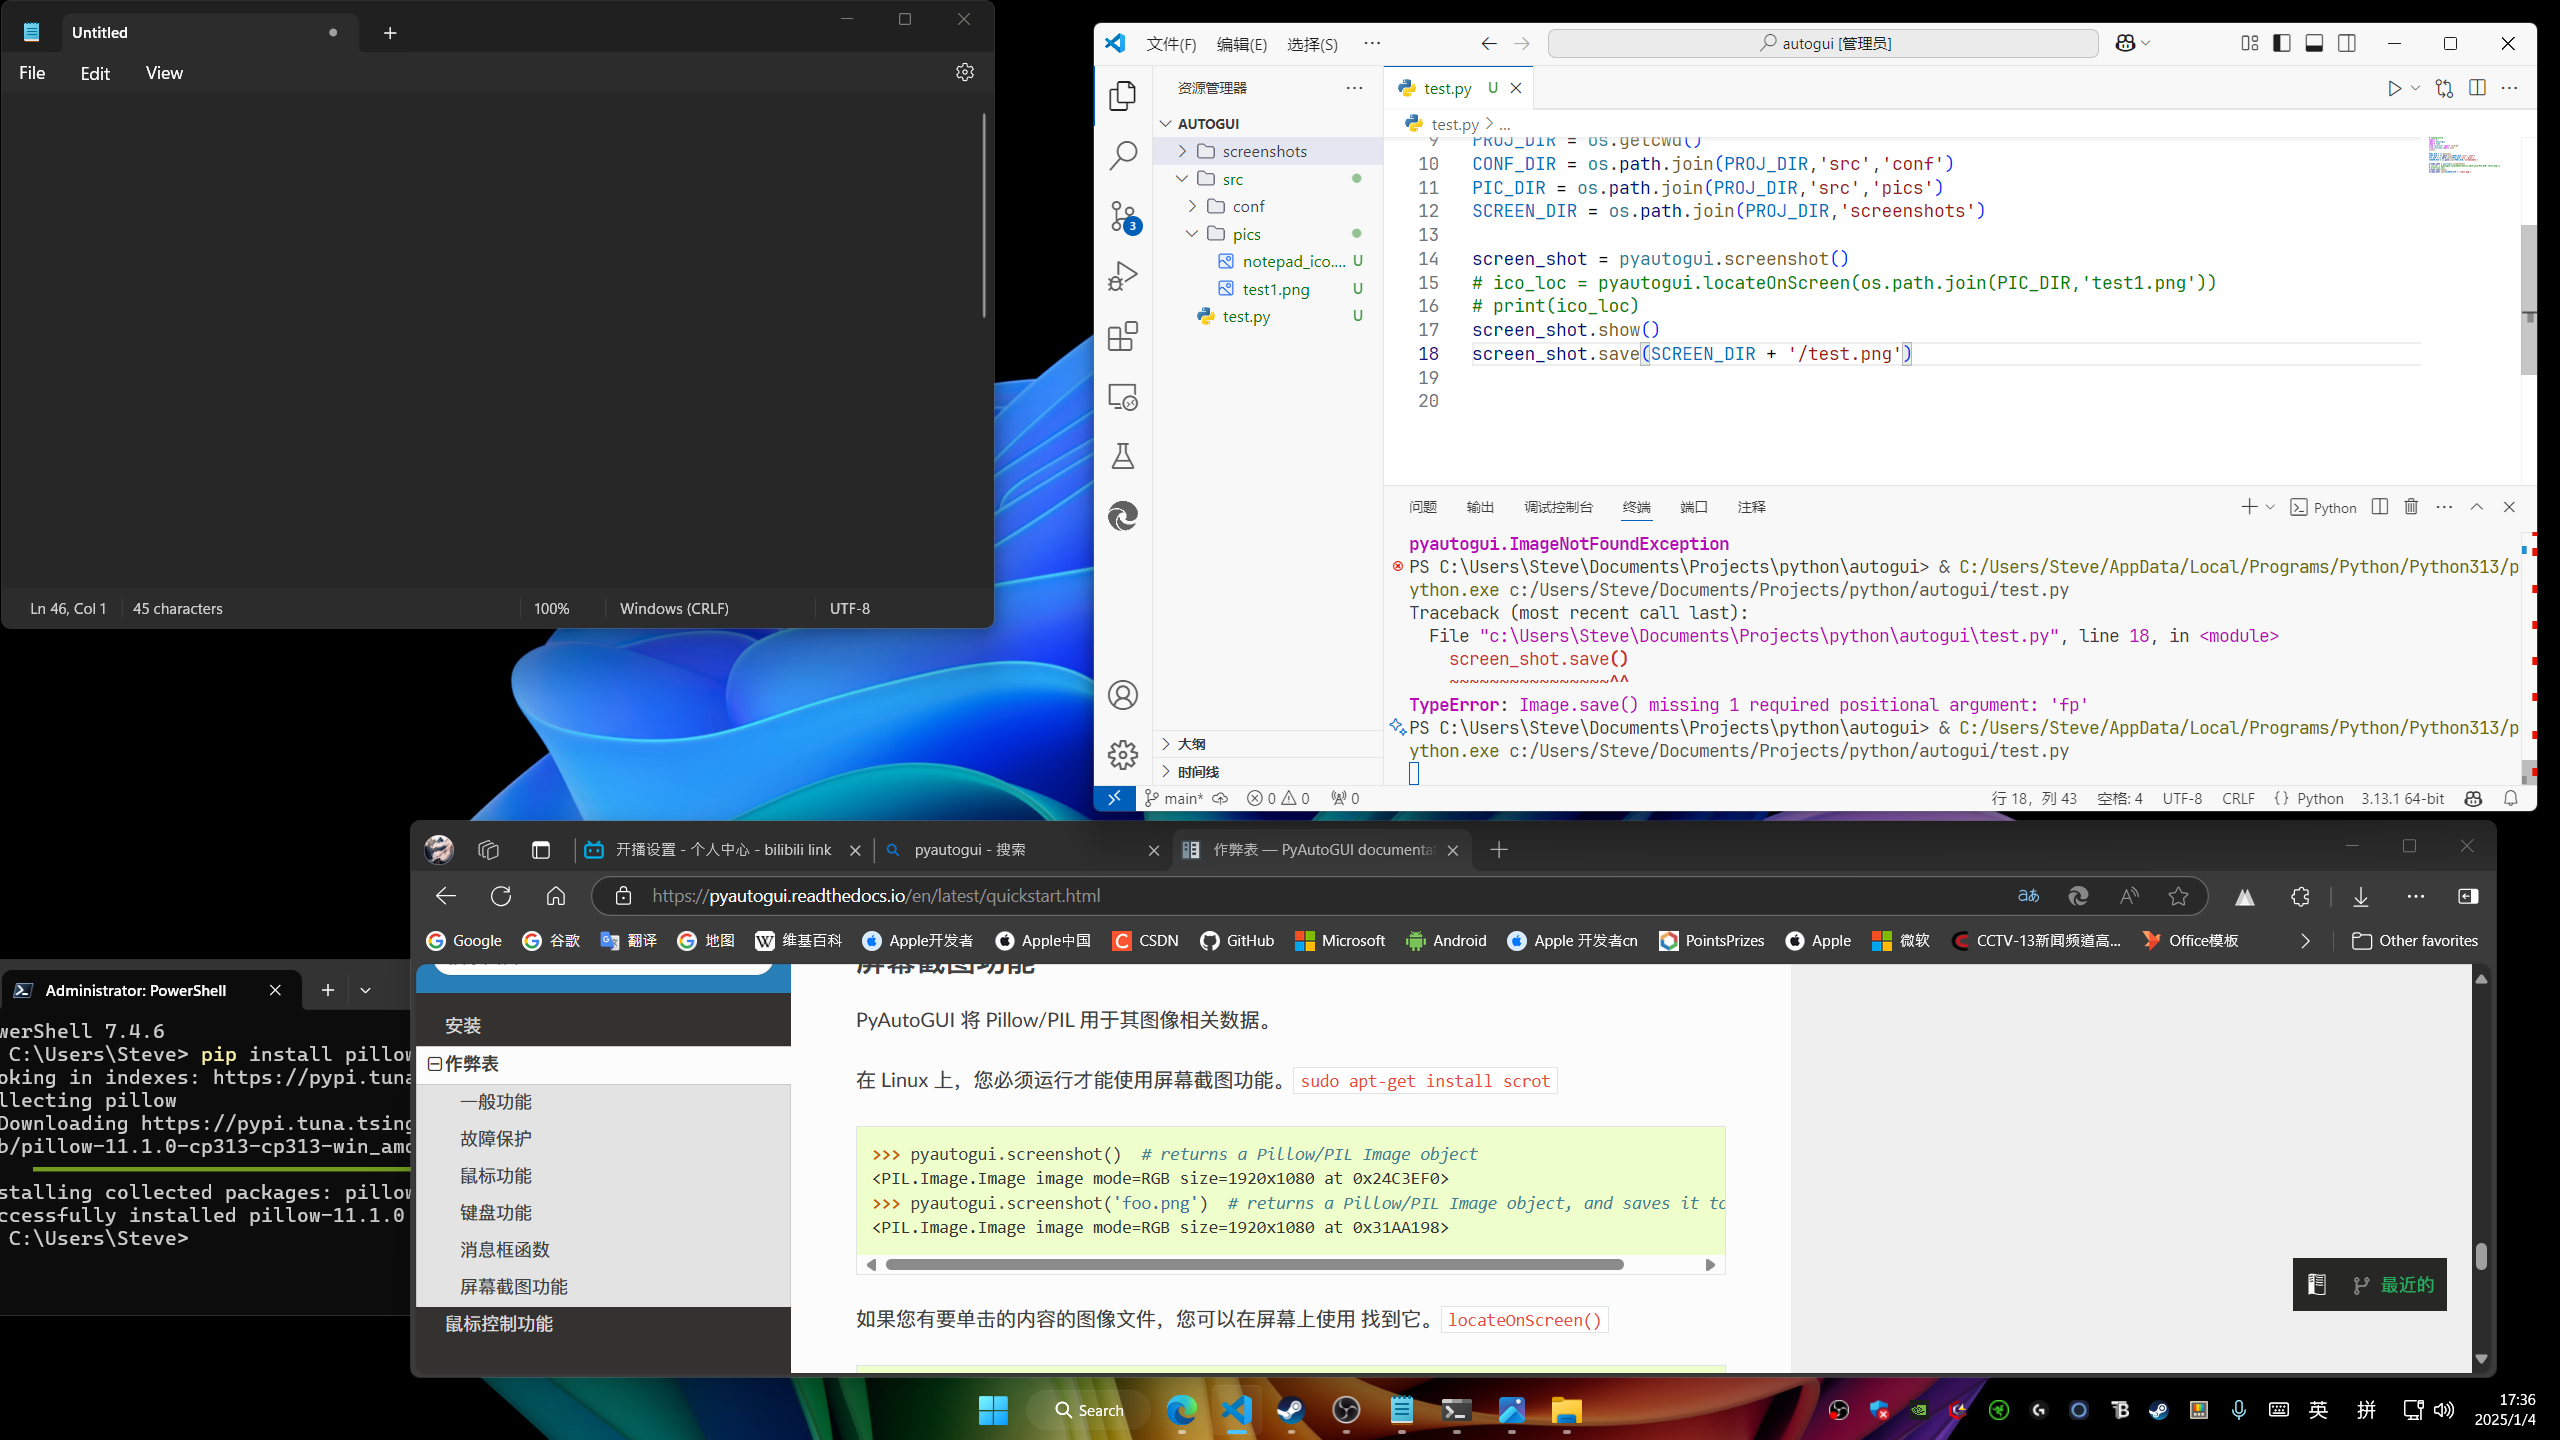 Untitled
File Edit View
Ln 46, Col 1 45 characters 100% Windows (CRLF) UTF-8
文件(F) 编辑(E) 选择(S) ··· autogui [管理员]
资源管理器 ···
AUTOGUI
screenshots
src
conf
pics
notepad_ico.... U
test1.png U
test.py U
大纲
时间线
3
test.py U
test.py > ...
9 PROJ_DIR = os.getcwd()
10 CONF_DIR = os.path.join(PROJ_DIR,'src','conf')
11 PIC_DIR = os.path.join(PROJ_DIR,'src','pics')
12 SCREEN_DIR = os.path.join(PROJ_DIR,'screenshots')
13
14 screen_shot = pyautogui.screenshot()
15 # ico_loc = pyautogui.locateOnScreen(os.path.join(PIC_DIR,'test1.png'))
16 # print(ico_loc)
17 screen_shot.show()
18 screen_shot.save(SCREEN_DIR + '/test.png')
19
20
问题 输出 调试控制台 终端 端口 注释 Python
pyautogui.ImageNotFoundException
PS C:\Users\Steve\Documents\Projects\python\autogui> & C:/Users/Steve/AppData/Local/Programs/Python/Python313/p
ython.exe c:/Users/Steve/Documents/Projects/python/autogui/test.py
Traceback (most recent call last):
File "c:\Users\Steve\Documents\Projects\python\autogui\test.py", line 18, in <module>
screen_shot.save()
~~~~~~~~~~~~~~~~^^
TypeError: Image.save() missing 1 required positional argument: 'fp'
PS C:\Users\Steve\Documents\Projects\python\autogui> & C:/Users/Steve/AppData/Local/Programs/Python/Python313/p
ython.exe c:/Users/Steve/Documents/Projects/python/autogui/test.py
main* 0 0 0 行 18，列 43 空格: 4 UTF-8 CRLF {} Python 3.13.1 64-bit
开播设置 - 个人中心 - bilibili link pyautogui - 搜索 作弊表 — PyAutoGUI documenta
https://pyautogui.readthedocs.io/en/latest/quickstart.html
Google 谷歌 翻译 地图 维基百科 Apple开发者 Apple中国 CSDN GitHub Microsoft Android Apple 开发者cn PointsPrizes Apple 微软 CCTV-13新闻频道高... Office模板 Other favorites
安装
作弊表
一般功能
故障保护
鼠标功能
键盘功能
消息框函数
屏幕截图功能
鼠标控制功能
屏幕截图功能
PyAutoGUI 将 Pillow/PIL 用于其图像相关数据。
在 Linux 上，您必须运行才能使用屏幕截图功能。 sudo apt-get install scrot
>>> pyautogui.screenshot() # returns a Pillow/PIL Image object
<PIL.Image.Image image mode=RGB size=1920x1080 at 0x24C3EF0>
>>> pyautogui.screenshot('foo.png') # returns a Pillow/PIL Image object, and saves it to
<PIL.Image.Image image mode=RGB size=1920x1080 at 0x31AA198>
如果您有要单击的内容的图像文件，您可以在屏幕上使用 找到它。 locateOnScreen()
最近的
Administrator: PowerShell
werShell 7.4.6
C:\Users\Steve> pip install pillow
oking in indexes: https://pypi.tuna
llecting pillow
Downloading https://pypi.tuna.tsing
b/pillow-11.1.0-cp313-cp313-win_amd
stalling collected packages: pillow
ccessfully installed pillow-11.1.0
C:\Users\Steve>
Search 英 拼 17:36
2025/1/4